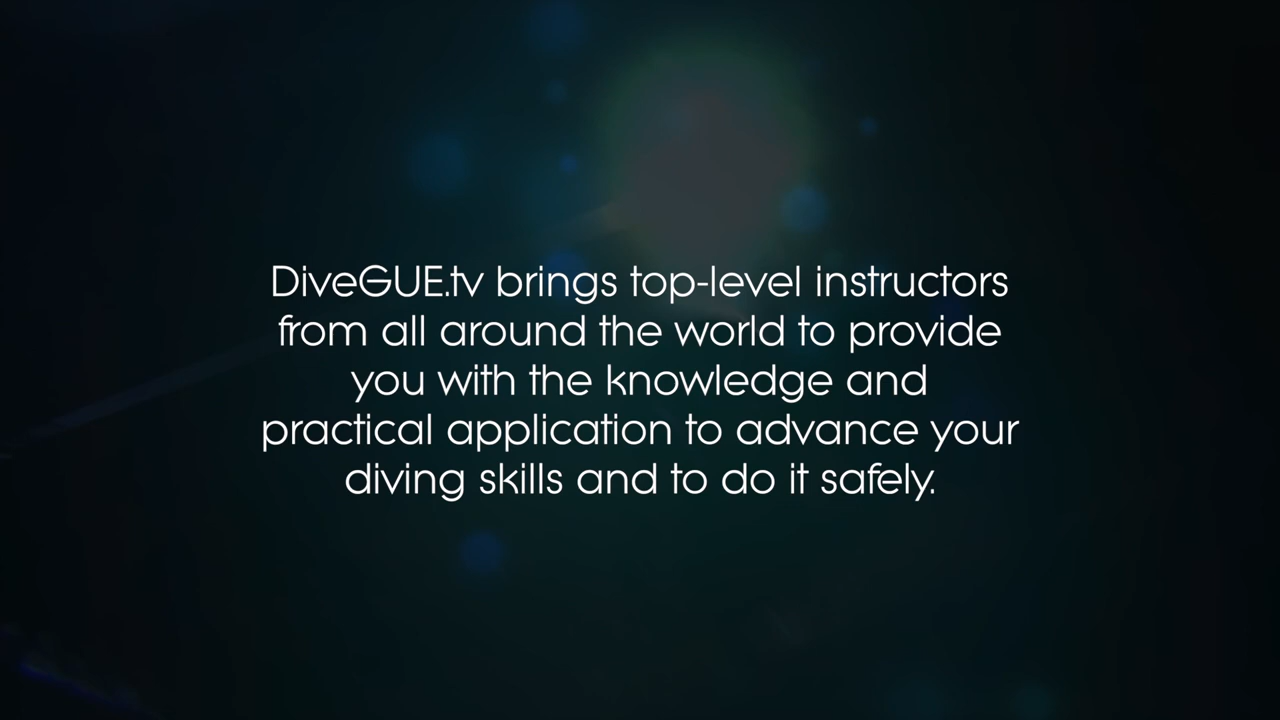 DiveGUE.tv brings top-level instructors
from all around the world to provide
you with the knowledge and
practical application to advance your
diving skills and to do it safely.